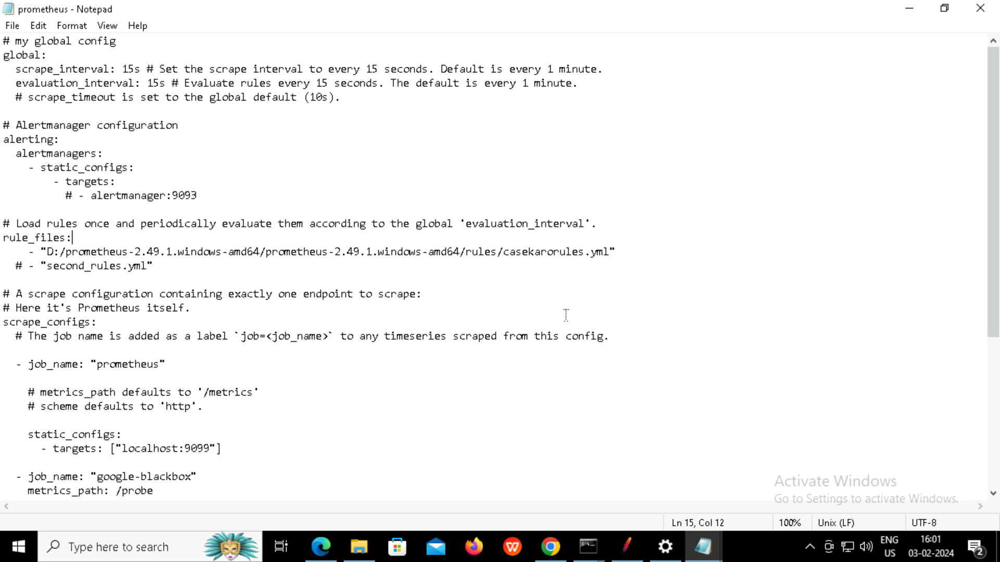 prometheus - Notepad
File Edit Format View Help
# my global config
global:
  scrape_interval: 15s # Set the scrape interval to every 15 seconds. Default is every 1 minute.
  evaluation_interval: 15s # Evaluate rules every 15 seconds. The default is every 1 minute.
  # scrape_timeout is set to the global default (10s).

# Alertmanager configuration
alerting:
  alertmanagers:
    - static_configs:
        - targets:
          # - alertmanager:9093

# Load rules once and periodically evaluate them according to the global 'evaluation_interval'.
rule_files:
    - "D:/prometheus-2.49.1.windows-amd64/prometheus-2.49.1.windows-amd64/rules/casekarorules.yml"
  # - "second_rules.yml"

# A scrape configuration containing exactly one endpoint to scrape:
# Here it's Prometheus itself.
scrape_configs:
  # The job name is added as a label `job=<job_name>` to any timeseries scraped from this config.

  - job_name: "prometheus"

    # metrics_path defaults to '/metrics'
    # scheme defaults to 'http'.

    static_configs:
      - targets: ["localhost:9099"]

  - job_name: "google-blackbox"
    metrics_path: /probe
Activate Windows
Go to Settings to activate Windows.
Ln 15, Col 12 100% Unix (LF) UTF-8
Type here to search
W
ENG
US
16:01
03-02-2024
2